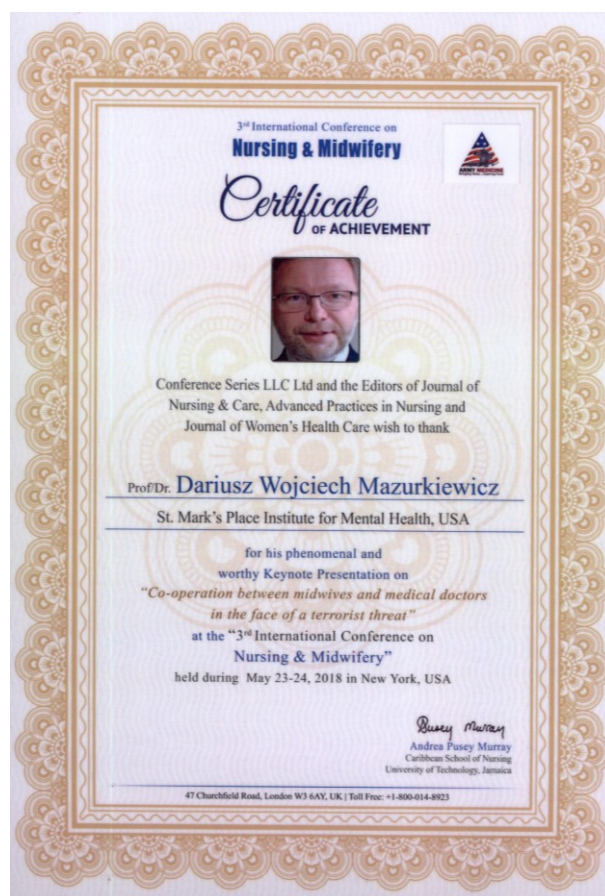 3rd International Conference on
Nursing & Midwifery
ARMY MEDICINE
Certificate
OF ACHIEVEMENT
Conference Series LLC Ltd and the Editors of Journal of
Nursing & Care, Advanced Practices in Nursing and
Journal of Women's Health Care wish to thank
Prof/Dr. Dariusz Wojciech Mazurkiewicz
St. Mark's Place Institute for Mental Health, USA
for his phenomenal and
worthy Keynote Presentation on
"Co-operation between midwives and medical doctors
in the face of a terrorist threat"
at the "3rd International Conference on
Nursing & Midwifery"
held during May 23-24, 2018 in New York, USA
Pusey Murray
Andrea Pusey Murray
Caribbean School of Nursing
University of Technology, Jamaica
47 Churchfield Road, London W3 6AY, UK | Toll Free: +1-800-014-8923